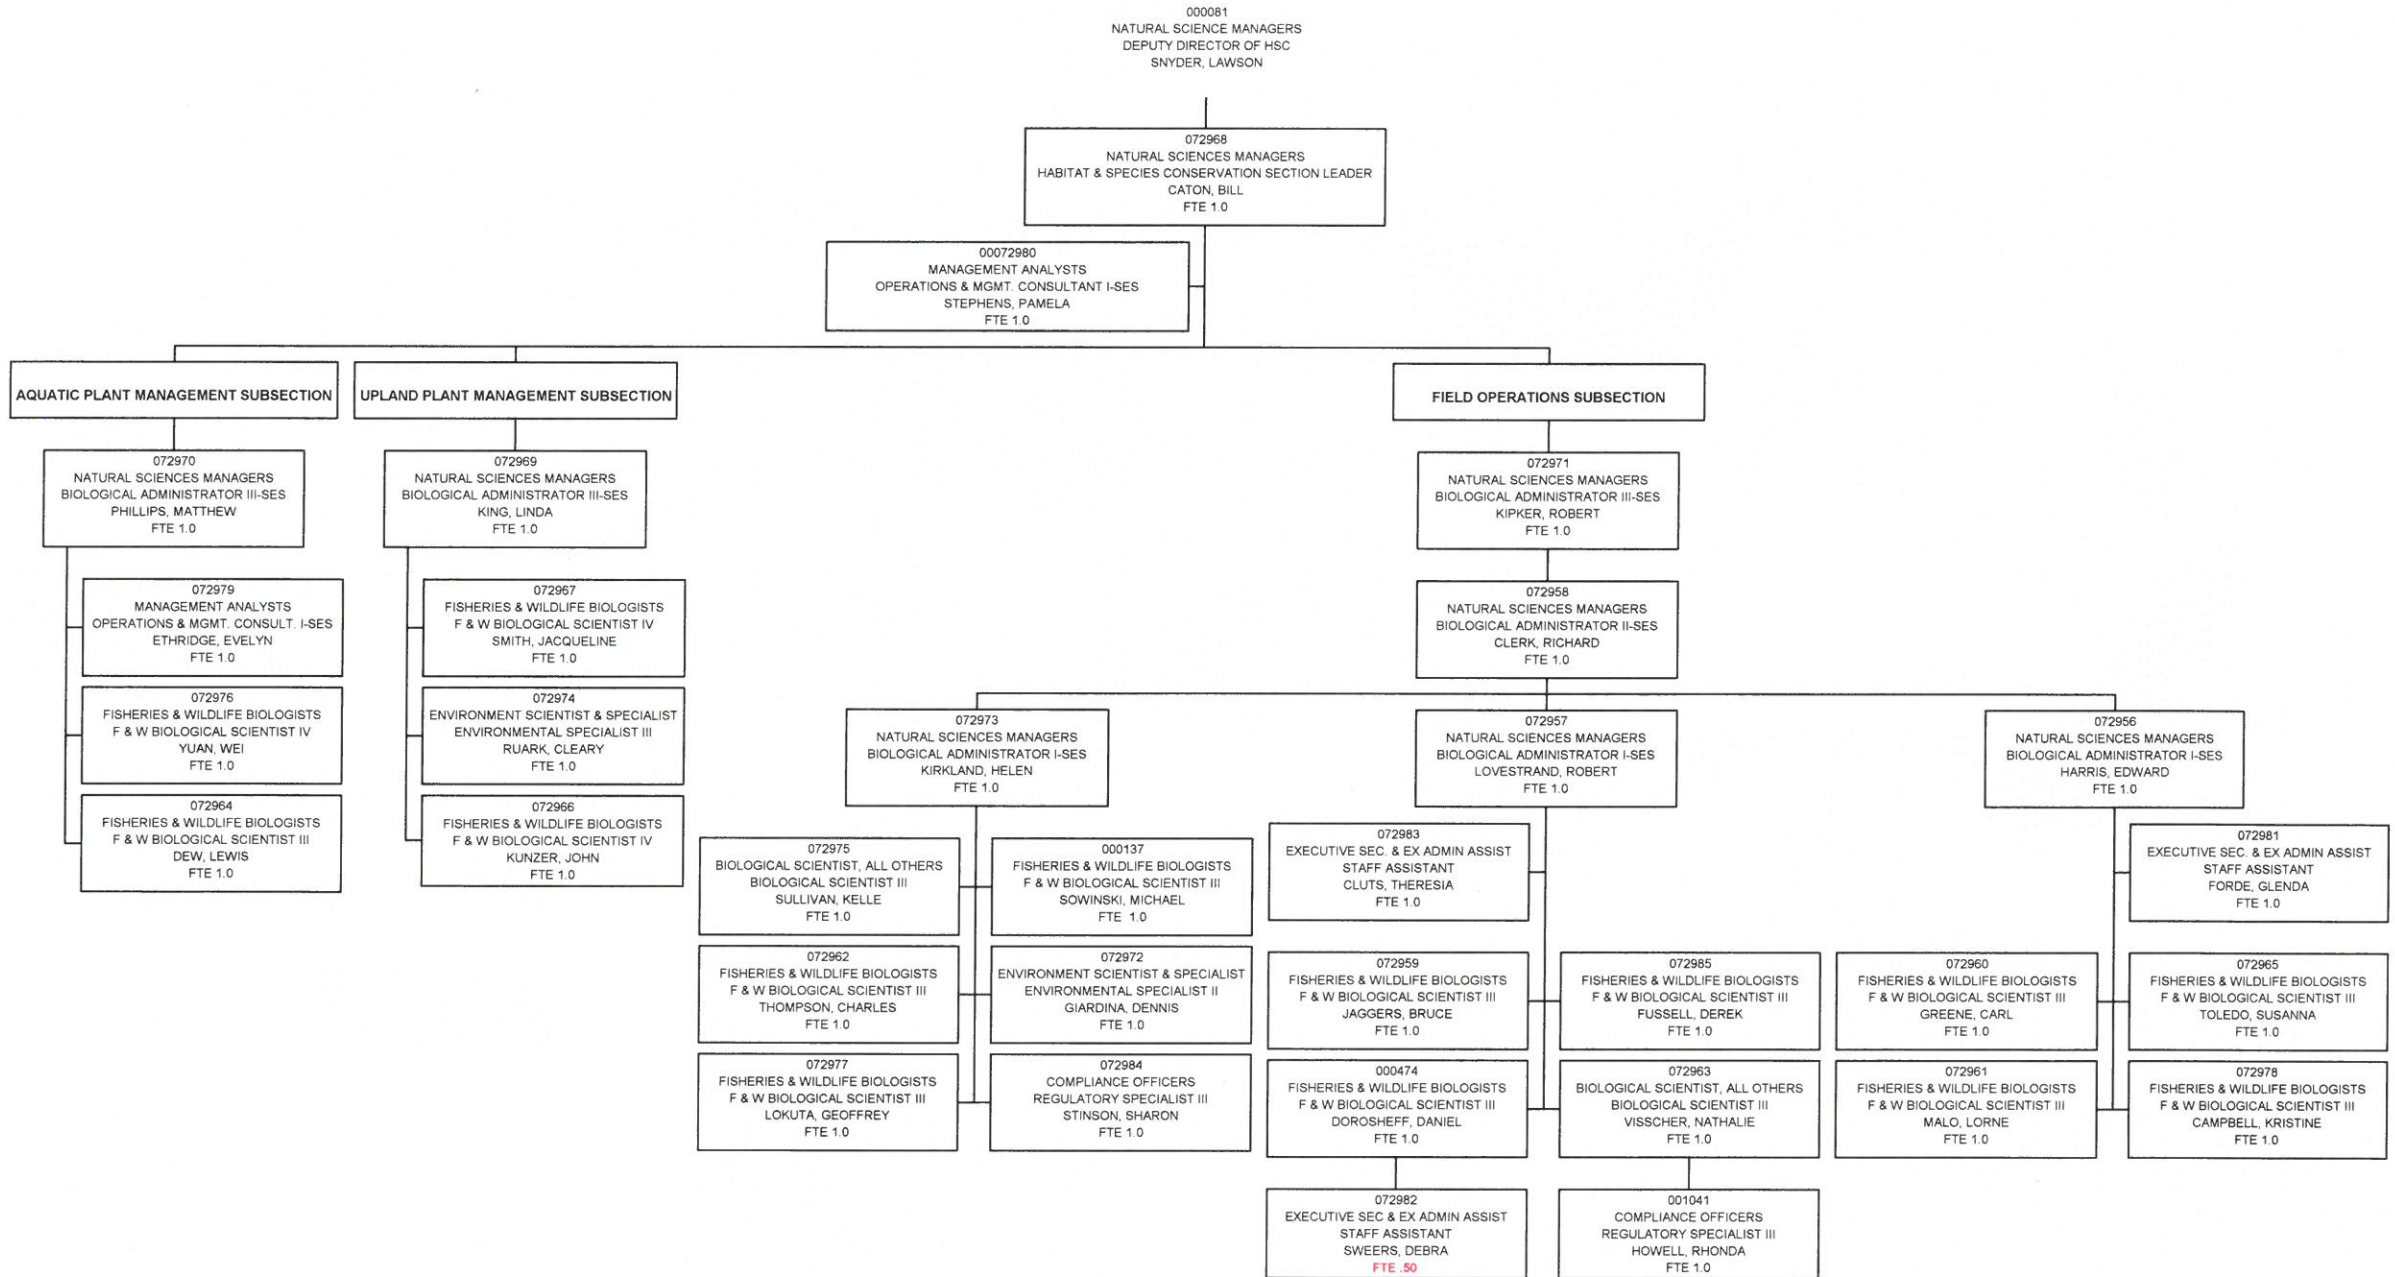 000081
NATURAL SCIENCE MANAGERS
DEPUTY DIRECTOR OF HSC
SNYDER, LAWSON
072968
NATURAL SCIENCES MANAGERS
HABITAT & SPECIES CONSERVATION SECTION LEADER
CATON, BILL
FTE 1.0
00072980
MANAGEMENT ANALYSTS
OPERATIONS & MGMT. CONSULTANT I-SES
STEPHENS, PAMELA
FTE 1.0
AQUATIC PLANT MANAGEMENT SUBSECTION
UPLAND PLANT MANAGEMENT SUBSECTION
FIELD OPERATIONS SUBSECTION
072970
NATURAL SCIENCES MANAGERS
BIOLOGICAL ADMINISTRATOR III-SES
PHILLIPS, MATTHEW
FTE 1.0
072969
NATURAL SCIENCES MANAGERS
BIOLOGICAL ADMINISTRATOR III-SES
KING, LINDA
FTE 1.0
072971
NATURAL SCIENCES MANAGERS
BIOLOGICAL ADMINISTRATOR III-SES
KIPKER, ROBERT
FTE 1.0
072979
MANAGEMENT ANALYSTS
OPERATIONS & MGMT. CONSULT. I-SES
ETHRIDGE, EVELYN
FTE 1.0
072967
FISHERIES & WILDLIFE BIOLOGISTS
F & W BIOLOGICAL SCIENTIST IV
SMITH, JACQUELINE
FTE 1.0
072958
NATURAL SCIENCES MANAGERS
BIOLOGICAL ADMINISTRATOR II-SES
CLERK, RICHARD
FTE 1.0
072976
FISHERIES & WILDLIFE BIOLOGISTS
F & W BIOLOGICAL SCIENTIST IV
YUAN, WEI
FTE 1.0
072974
ENVIRONMENT SCIENTIST & SPECIALIST
ENVIRONMENTAL SPECIALIST III
RUARK, CLEARY
FTE 1.0
072973
NATURAL SCIENCES MANAGERS
BIOLOGICAL ADMINISTRATOR I-SES
KIRKLAND, HELEN
FTE 1.0
072957
NATURAL SCIENCES MANAGERS
BIOLOGICAL ADMINISTRATOR I-SES
LOVESTRAND, ROBERT
FTE 1.0
072956
NATURAL SCIENCES MANAGERS
BIOLOGICAL ADMINISTRATOR I-SES
HARRIS, EDWARD
FTE 1.0
072964
FISHERIES & WILDLIFE BIOLOGISTS
F & W BIOLOGICAL SCIENTIST III
DEW, LEWIS
FTE 1.0
072966
FISHERIES & WILDLIFE BIOLOGISTS
F & W BIOLOGICAL SCIENTIST IV
KUNZER, JOHN
FTE 1.0
072975
BIOLOGICAL SCIENTIST, ALL OTHERS
BIOLOGICAL SCIENTIST III
SULLIVAN, KELLE
FTE 1.0
000137
FISHERIES & WILDLIFE BIOLOGISTS
F & W BIOLOGICAL SCIENTIST III
SOWINSKI, MICHAEL
FTE 1.0
072983
EXECUTIVE SEC. & EX ADMIN ASSIST
STAFF ASSISTANT
CLUTS, THERESIA
FTE 1.0
072981
EXECUTIVE SEC. & EX ADMIN ASSIST
STAFF ASSISTANT
FORDE, GLENDA
FTE 1.0
072962
FISHERIES & WILDLIFE BIOLOGISTS
F & W BIOLOGICAL SCIENTIST III
THOMPSON, CHARLES
FTE 1.0
072972
ENVIRONMENT SCIENTIST & SPECIALIST
ENVIRONMENTAL SPECIALIST II
GIARDINA, DENNIS
FTE 1.0
072959
FISHERIES & WILDLIFE BIOLOGISTS
F & W BIOLOGICAL SCIENTIST III
JAGGERS, BRUCE
FTE 1.0
072985
FISHERIES & WILDLIFE BIOLOGISTS
F & W BIOLOGICAL SCIENTIST III
FUSSELL, DEREK
FTE 1.0
072960
FISHERIES & WILDLIFE BIOLOGISTS
F & W BIOLOGICAL SCIENTIST III
GREENE, CARL
FTE 1.0
072965
FISHERIES & WILDLIFE BIOLOGISTS
F & W BIOLOGICAL SCIENTIST III
TOLEDO, SUSANNA
FTE 1.0
072977
FISHERIES & WILDLIFE BIOLOGISTS
F & W BIOLOGICAL SCIENTIST III
LOKUTA, GEOFFREY
FTE 1.0
072984
COMPLIANCE OFFICERS
REGULATORY SPECIALIST III
STINSON, SHARON
FTE 1.0
000474
FISHERIES & WILDLIFE BIOLOGISTS
F & W BIOLOGICAL SCIENTIST III
DOROSHEFF, DANIEL
FTE 1.0
072963
BIOLOGICAL SCIENTIST, ALL OTHERS
BIOLOGICAL SCIENTIST III
VISSCHER, NATHALIE
FTE 1.0
072961
FISHERIES & WILDLIFE BIOLOGISTS
F & W BIOLOGICAL SCIENTIST III
MALO, LORNE
FTE 1.0
072978
FISHERIES & WILDLIFE BIOLOGISTS
F & W BIOLOGICAL SCIENTIST III
CAMPBELL, KRISTINE
FTE 1.0
072982
EXECUTIVE SEC & EX ADMIN ASSIST
STAFF ASSISTANT
SWEERS, DEBRA
FTE .50
001041
COMPLIANCE OFFICERS
REGULATORY SPECIALIST III
HOWELL, RHONDA
FTE 1.0